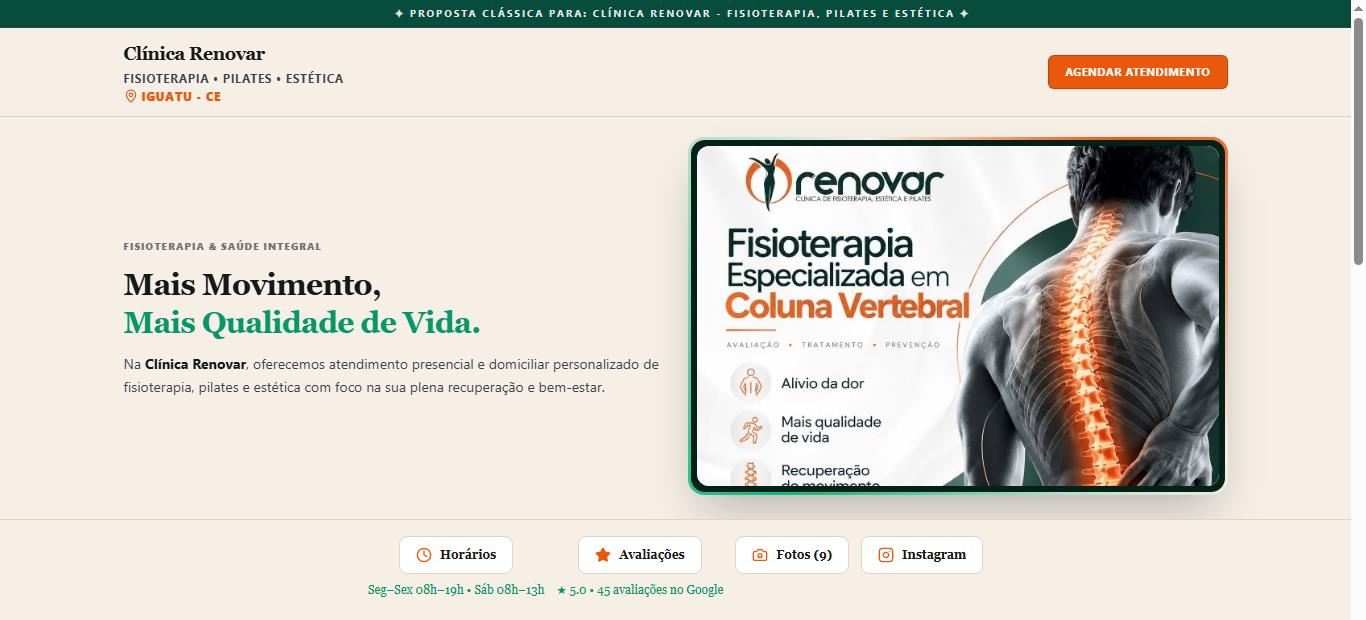 ✦ PROPOSTA CLÁSSICA PARA: CLÍNICA RENOVAR - FISIOTERAPIA, PILATES E ESTÉTICA ✦
Clínica Renovar
FISIOTERAPIA • PILATES • ESTÉTICA
IGUATU - CE
AGENDAR ATENDIMENTO
FISIOTERAPIA & SAÚDE INTEGRAL
Mais Movimento,
Mais Qualidade de Vida.
Na Clínica Renovar, oferecemos atendimento presencial e domiciliar personalizado de
fisioterapia, pilates e estética com foco na sua plena recuperação e bem-estar.
renovar
CLÍNICA DE FISIOTERAPIA, ESTÉTICA E PILATES
Fisioterapia
Especializada em
Coluna Vertebral
AVALIAÇÃO • TRATAMENTO • PREVENÇÃO
Alívio da dor
Mais qualidade
de vida
Recuperação
do movimento
Horários
Avaliações
Fotos (9)
Instagram
Seg–Sex 08h–19h • Sáb 08h–13h
★ 5.0 • 45 avaliações no Google